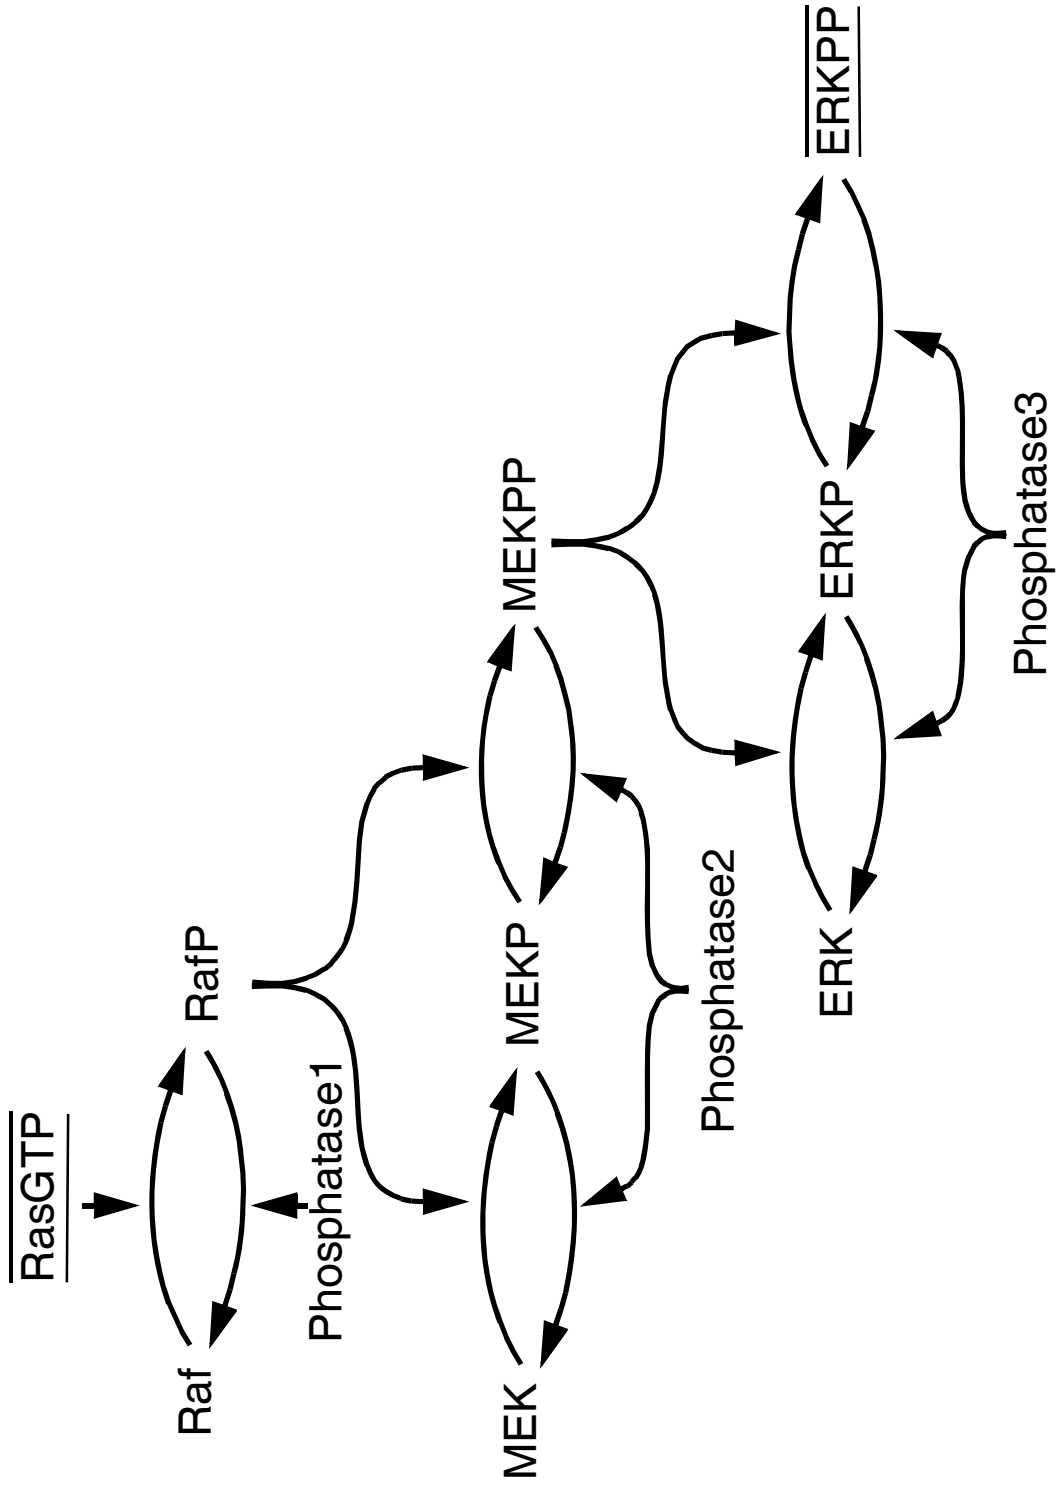 RasGTP
Raf
RafP
Phosphatase1
MEK
MEKP
MEKPP
Phosphatase2
ERK
ERKP
ERKPP
Phosphatase3